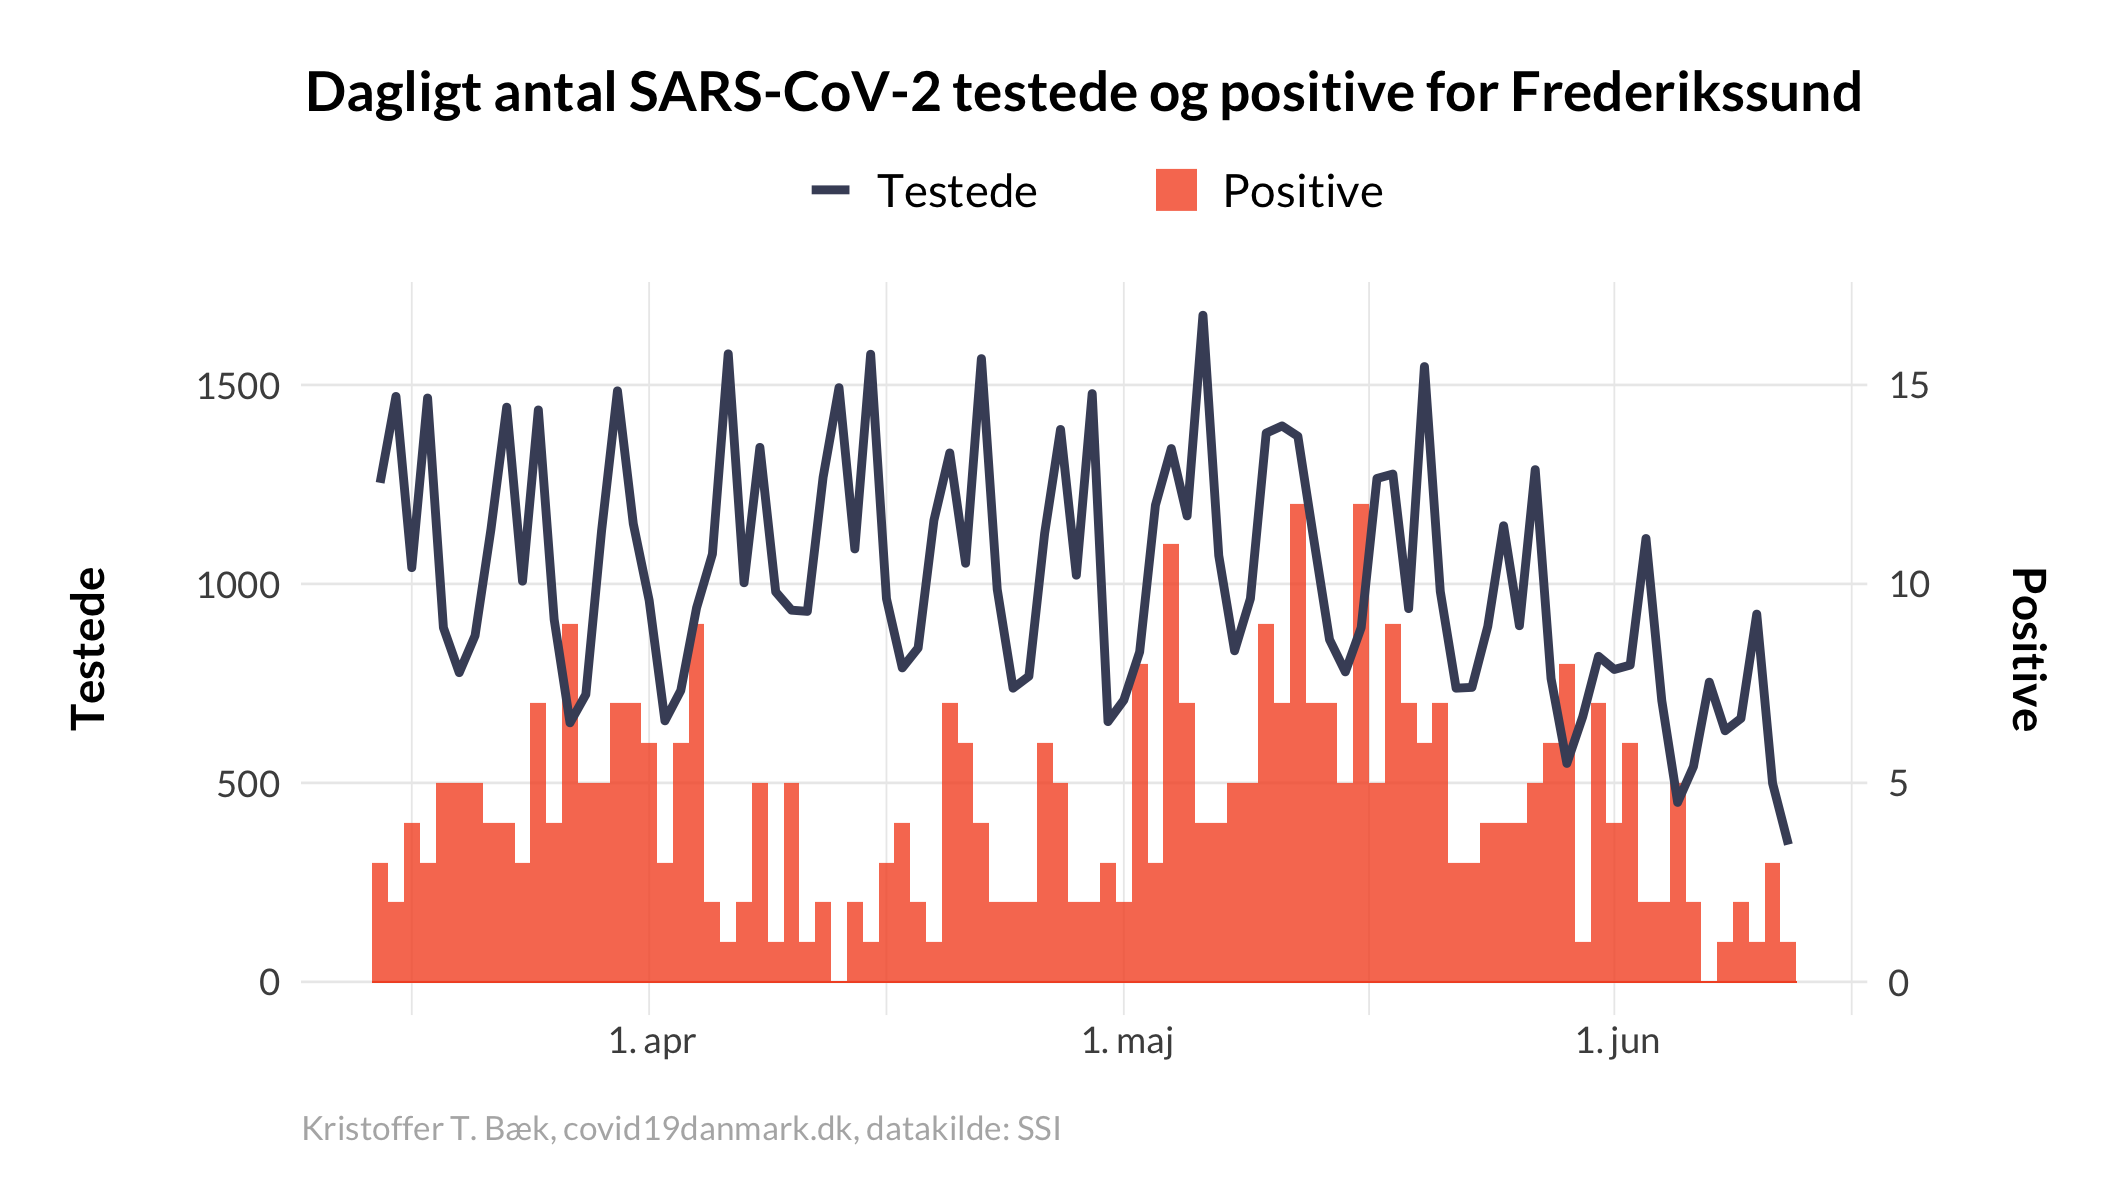 Dagligt antal SARS-CoV-2 testede og positive for Frederikssund
Testede
Positive
Testede
1500
1000
500
0
15
10
5
0
Positive
1. apr
1. maj
1. jun
Kristoffer T. Bæk, covid19danmark.dk, datakilde: SSI